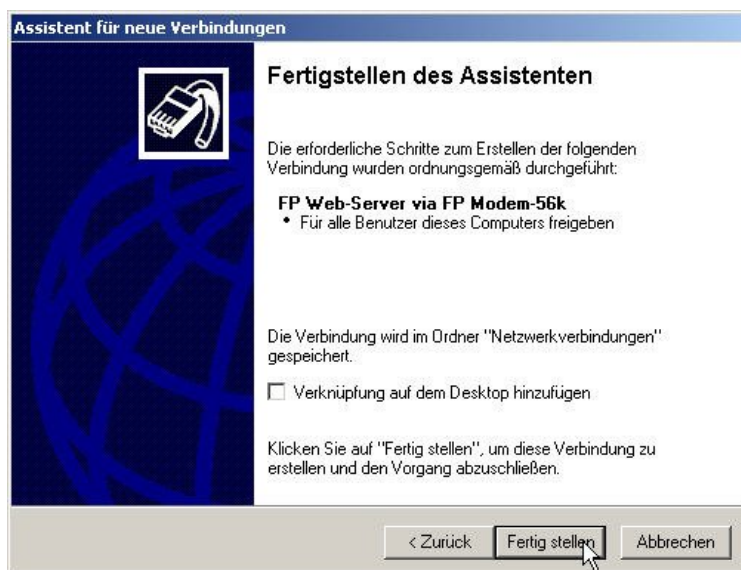 Assistent für neue Verbindungen
Fertigstellen des Assistenten
Die erforderliche Schritte zum Erstellen der folgenden
Verbindung wurden ordnungsgemäß durchgeführt:
FP Web-Server via FP Modem-56k
• Für alle Benutzer dieses Computers freigeben
Die Verbindung wird im Ordner "Netzwerkverbindungen"
gespeichert.
Verknüpfung auf dem Desktop hinzufügen
Klicken Sie auf "Fertig stellen", um diese Verbindung zu
erstellen und den Vorgang abzuschließen.
< Zurück Fertig stellen Abbrechen